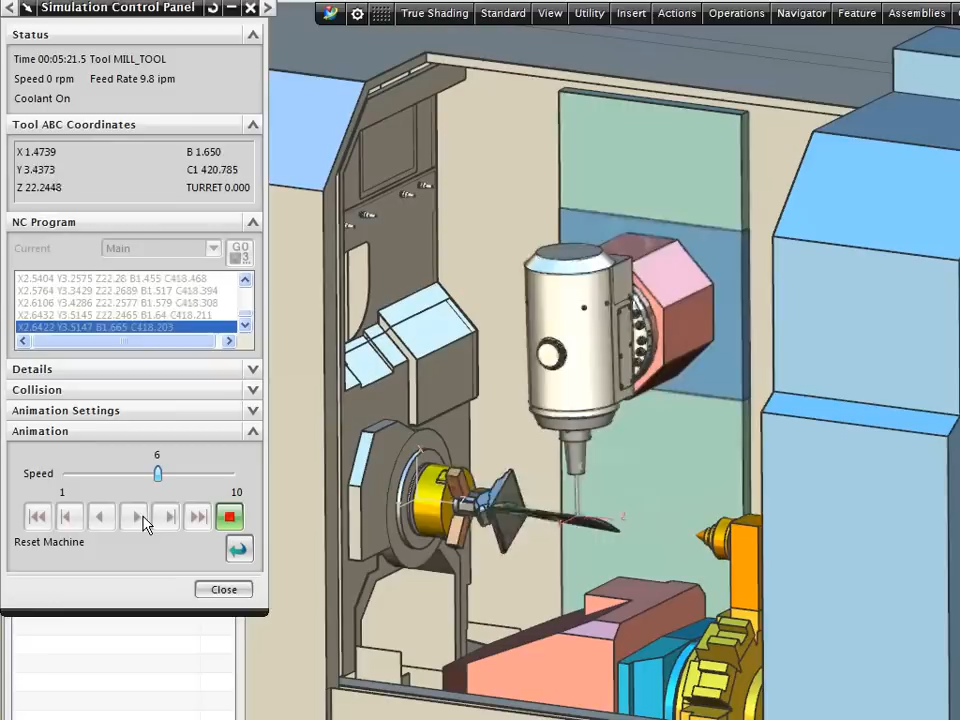 Simulation Control Panel
True Shading Standard View Utility Insert Actions Operations Navigator Feature Assemblies
Status
Time 00:05:21.5 Tool MILL_TOOL
Speed 0 rpm Feed Rate 9.8 ipm
Coolant On
Tool ABC Coordinates
X 1.4739 B 1.650
Y 3.4373 C1 420.785
Z 22.2448 TURRET 0.000
NC Program
Current Main GO 3
X2.5404 Y3.2575 Z22.28 B1.455 C418.468
X2.5764 Y3.3429 Z22.2689 B1.517 C418.394
X2.6106 Y3.4286 Z22.2577 B1.579 C418.308
X2.6432 Y3.5145 Z22.2465 B1.64 C418.211
X2.6422 Y3.5147 B1.665 C418.203
Details
Collision
Animation Settings
Animation
6
Speed
1 10
Reset Machine
Close